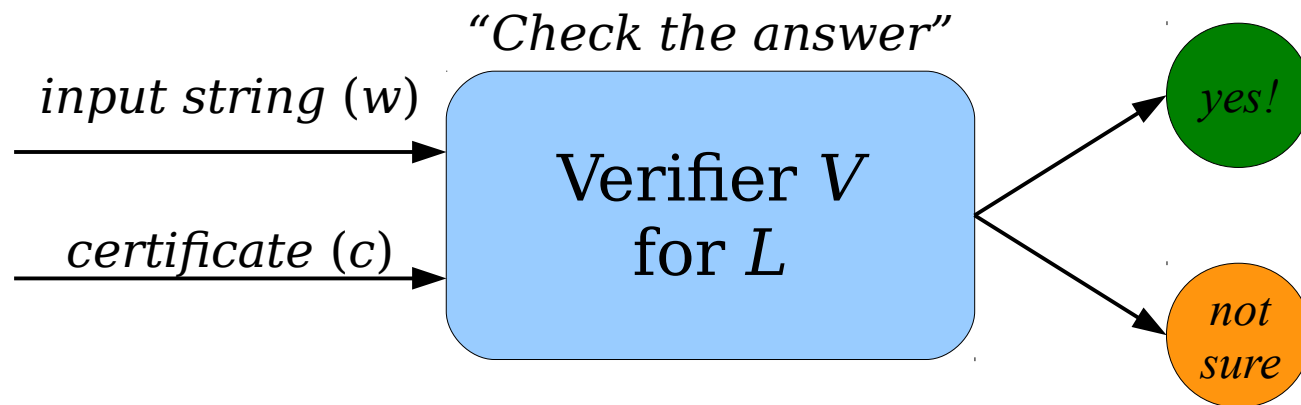 “Check the answer”
input string (w)
certificate (c)
Verifier V
for L
yes!
not
sure